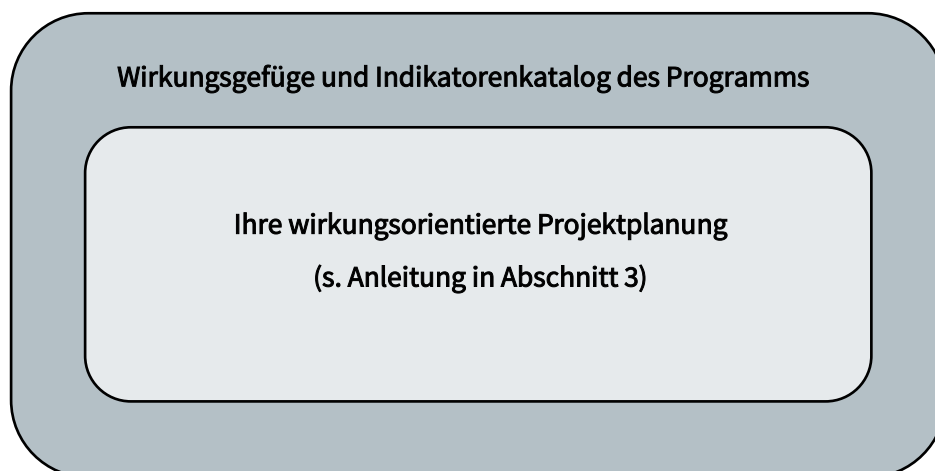 Wirkungsgefüge und Indikatorenkatalog des Programms
Ihre wirkungsorientierte Projektplanung
(s. Anleitung in Abschnitt 3)